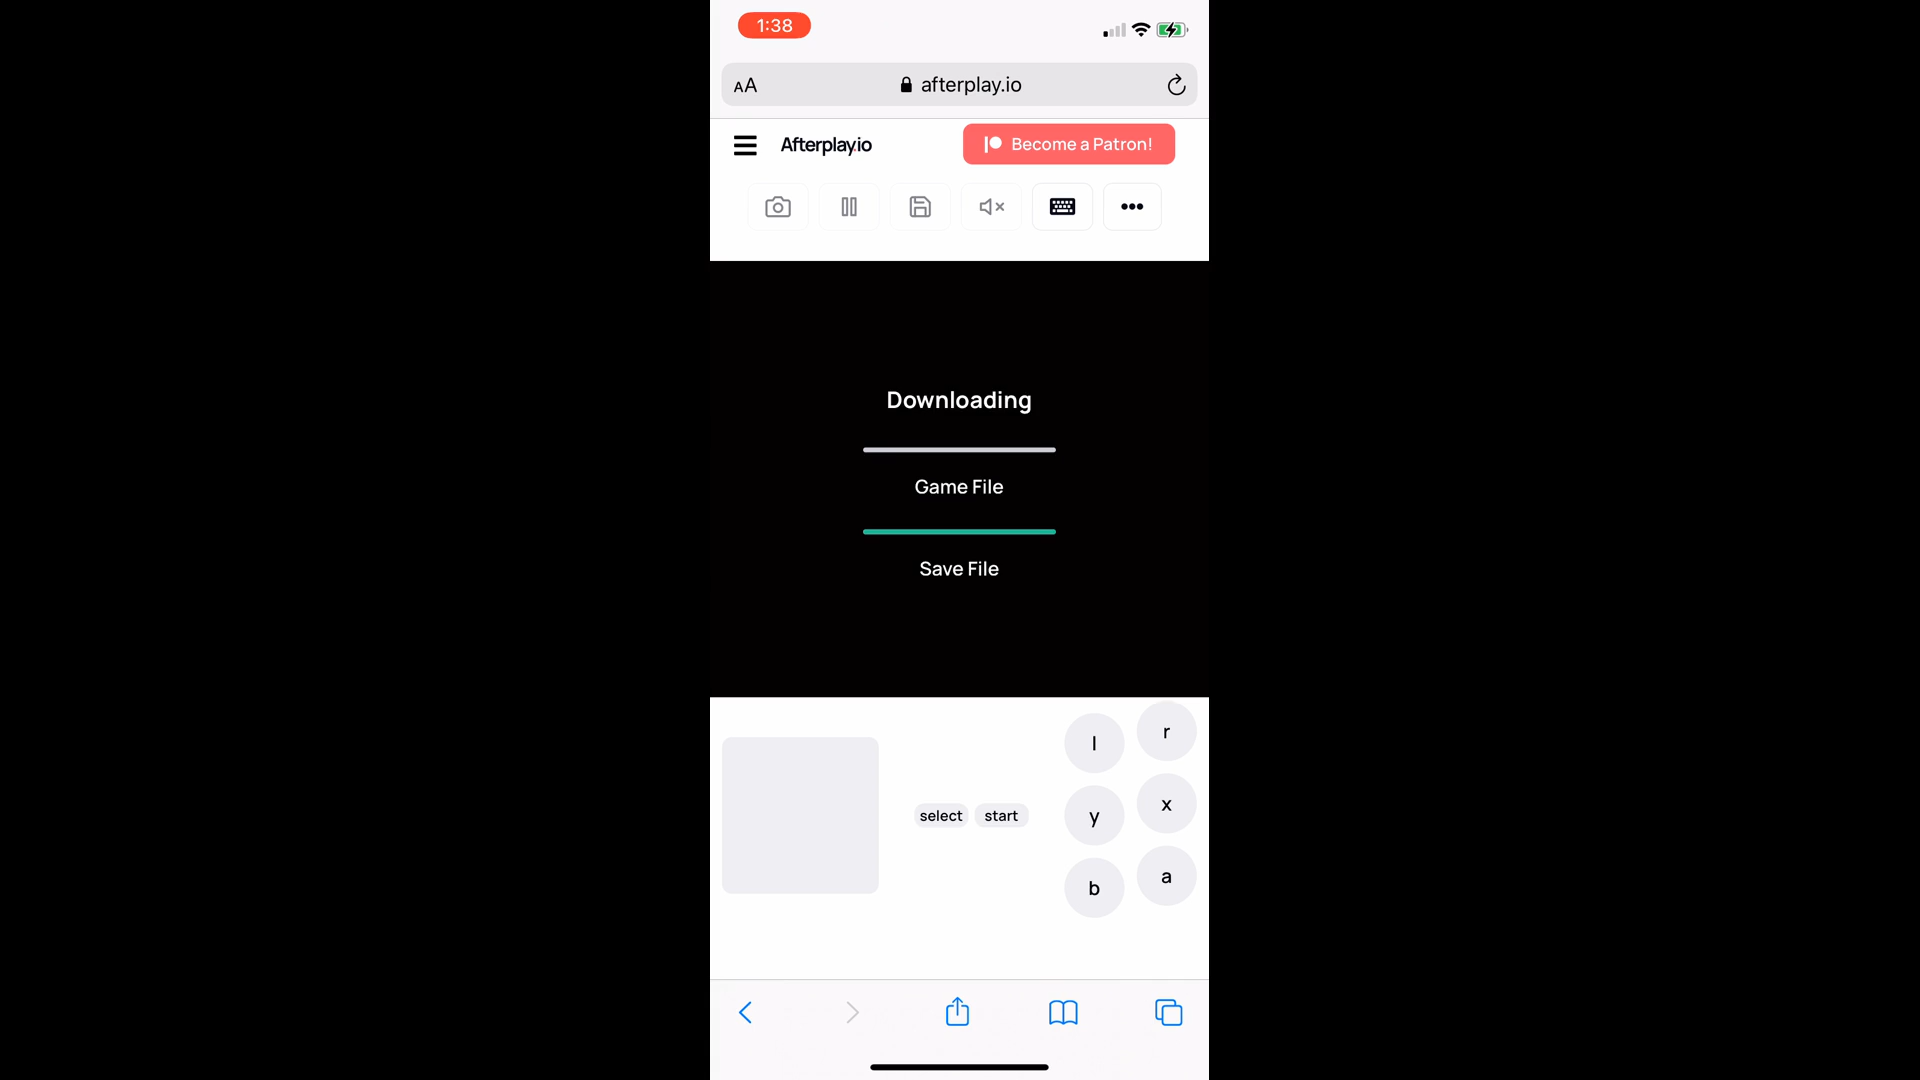 1:38
AA
afterplay.io
Afterplay.io
Become a Patron!
Downloading
Game File
Save File
l
r
y
x
select
start
b
a